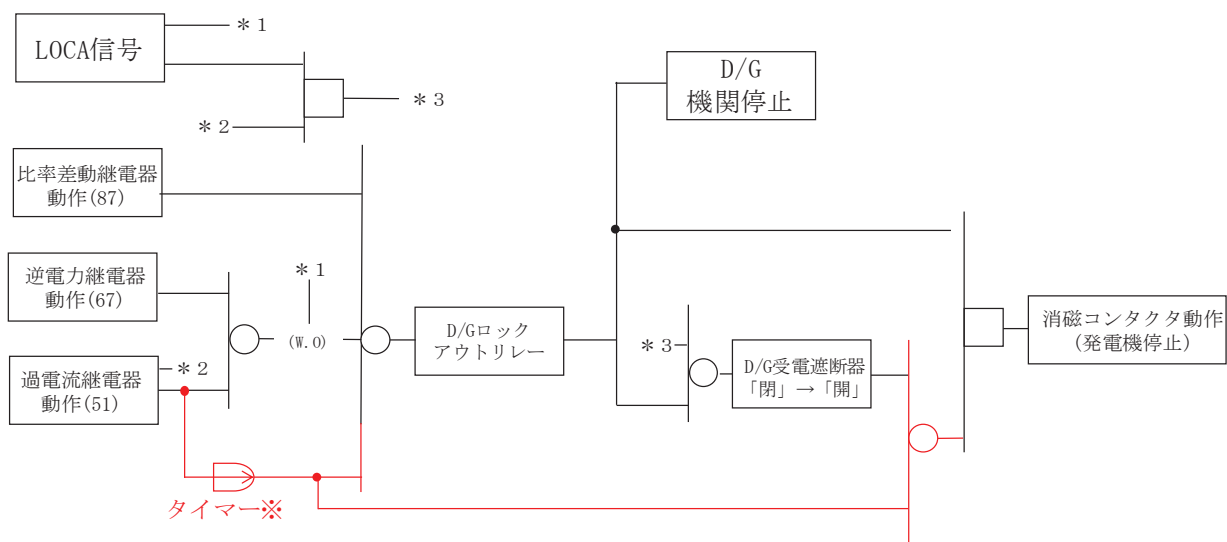 LOCA信号
＊1
＊2
＊3
D/G
機関停止
比率差動継電器
動作(87)
逆電力継電器
動作(67)
＊1
(W.O)
過電流継電器
動作(51)
＊2
D/Gロック
アウトリレー
＊3
D/G受電遮断器
「閉」→「開」
消磁コンタクタ動作
(発電機停止)
タイマー※